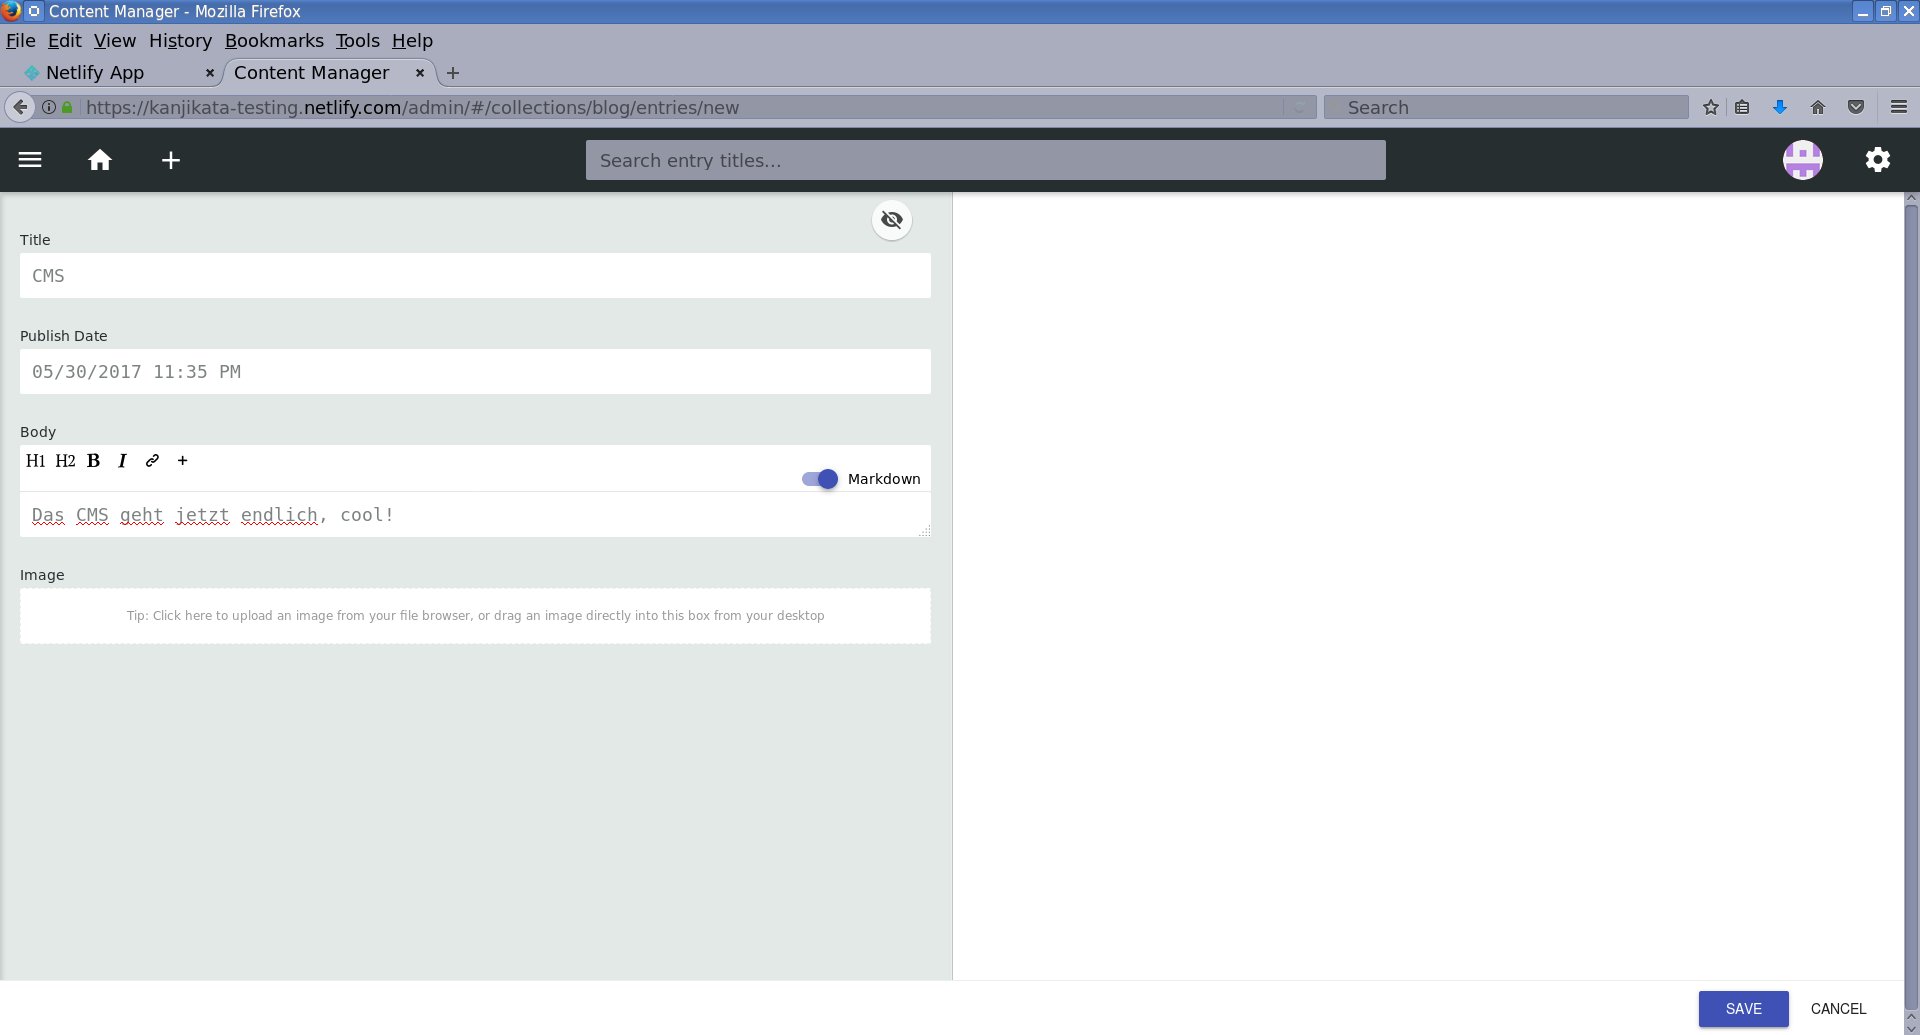 Content Manager - Mozilla Firefox
File Edit View History Bookmarks Tools Help
Netlify App
Content Manager
https://kanjikata-testing.netlify.com/admin/#/collections/blog/entries/new
Search
Search entry titles...
Title
CMS
Publish Date
05/30/2017 11:35 PM
Body
H1 H2 B I
Markdown
Das CMS geht jetzt endlich, cool!
Image
Tip: Click here to upload an image from your file browser, or drag an image directly into this box from your desktop
SAVE CANCEL